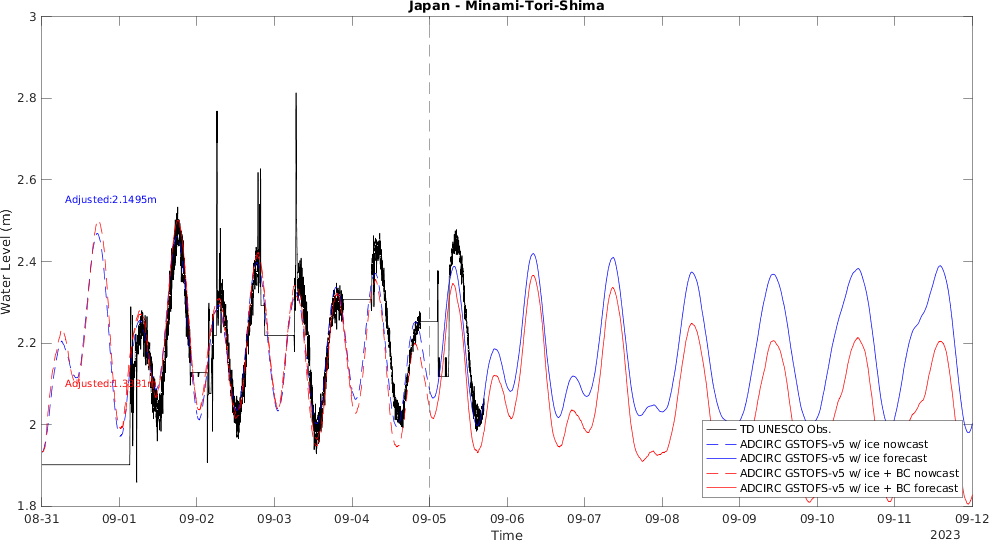 Japan - Minami-Tori-Shima
Water Level (m)
3
2.8
2.6
2.4
2.2
2
1.8
Adjusted:2.1495m
08-31
09-01
09-02
09-03
09-04
09-05
09-06
09-07
09-08
09-09
09-10
09-11
09-12
Time
2023
TD UNESCO Obs.
ADCIRC GSTOFS-v5 w/ ice nowcast
ADCIRC GSTOFS-v5 w/ ice forecast
ADCIRC GSTOFS-v5 w/ ice + BC nowcast
ADCIRC GSTOFS-v5 w/ ice + BC forecast